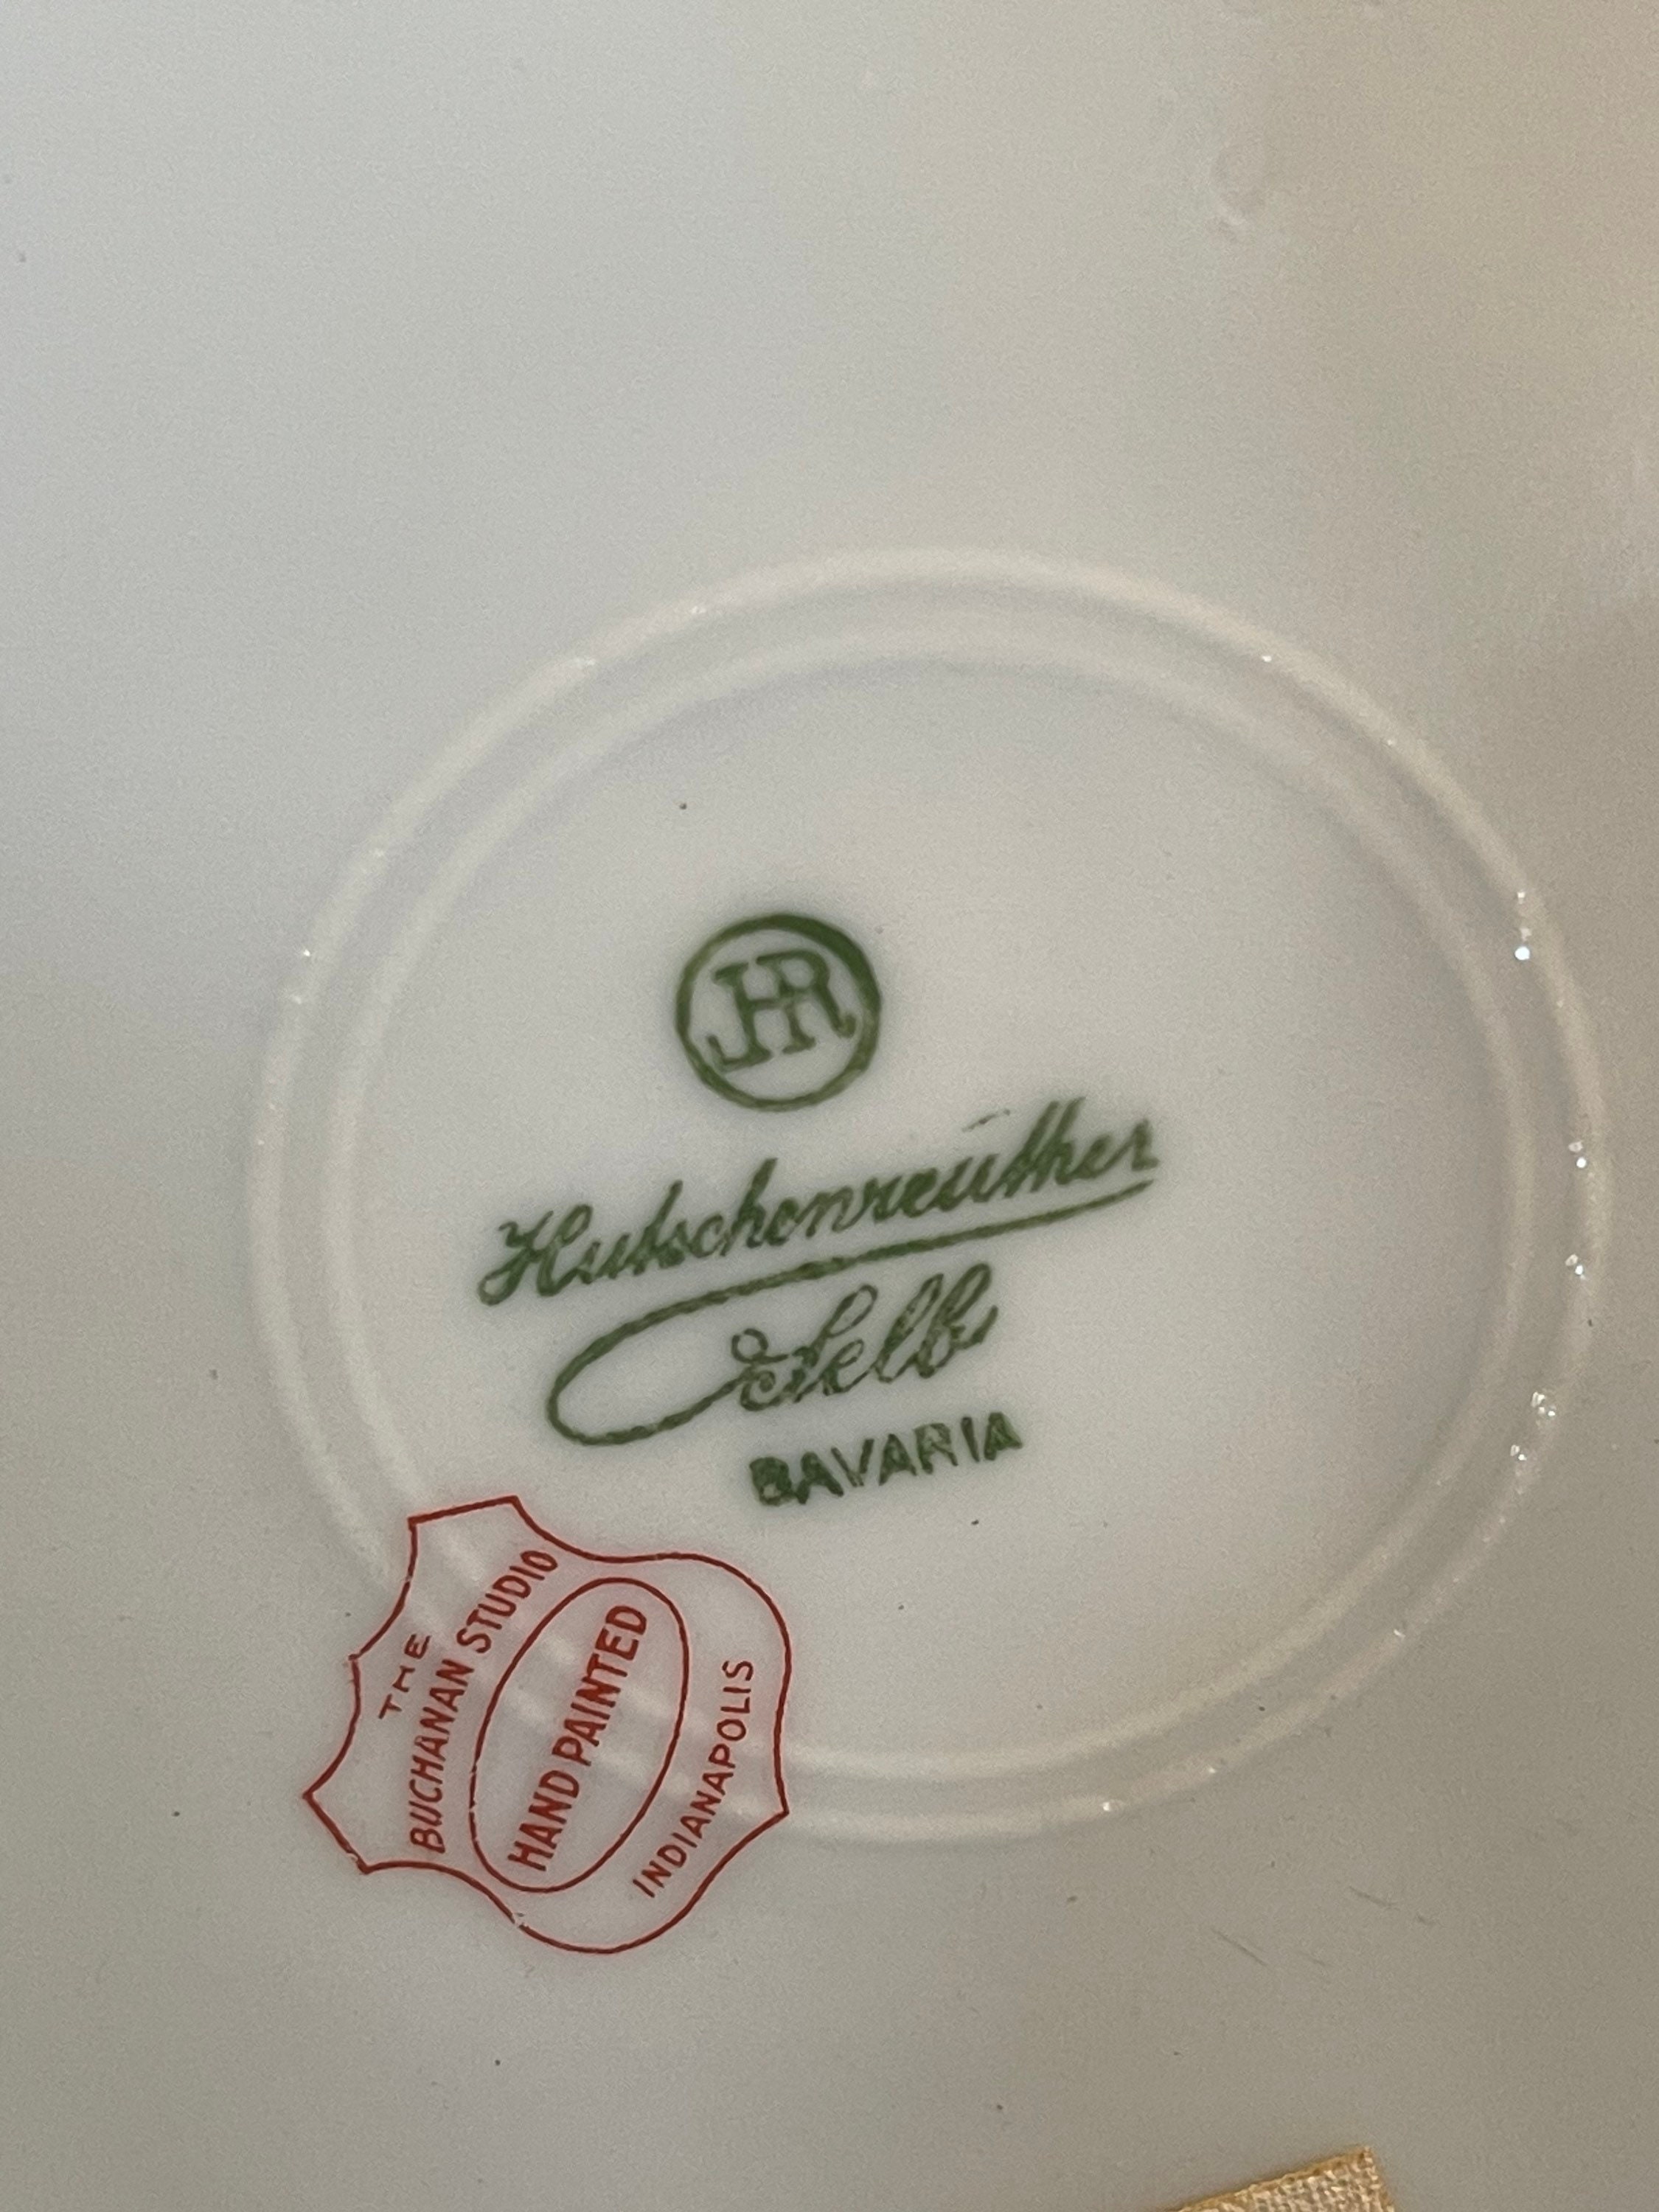 JHR
Hutschenreuther
Selb
BAVARIA
THE
BUCHANAN STUDIO
HAND PAINTED
INDIANAPOLIS